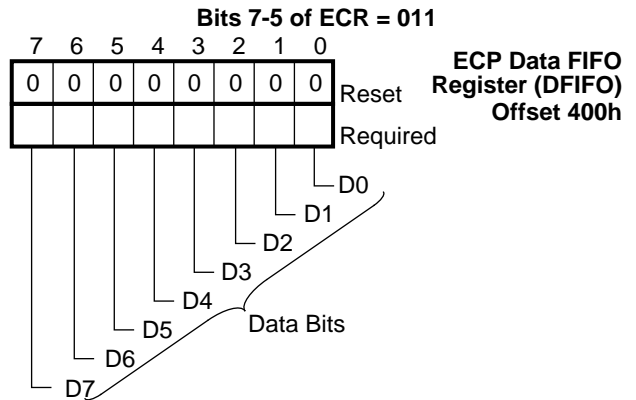 Bits 7-5 of ECR = 011
7 6 5 4 3 2 1 0
ECP Data FIFO
0 0 0 0 0 0 0 0 Reset
Register (DFIFO)
Offset 400h
Required
D0
D1
D2
D3
D4
Data Bits
D5
D6
D7